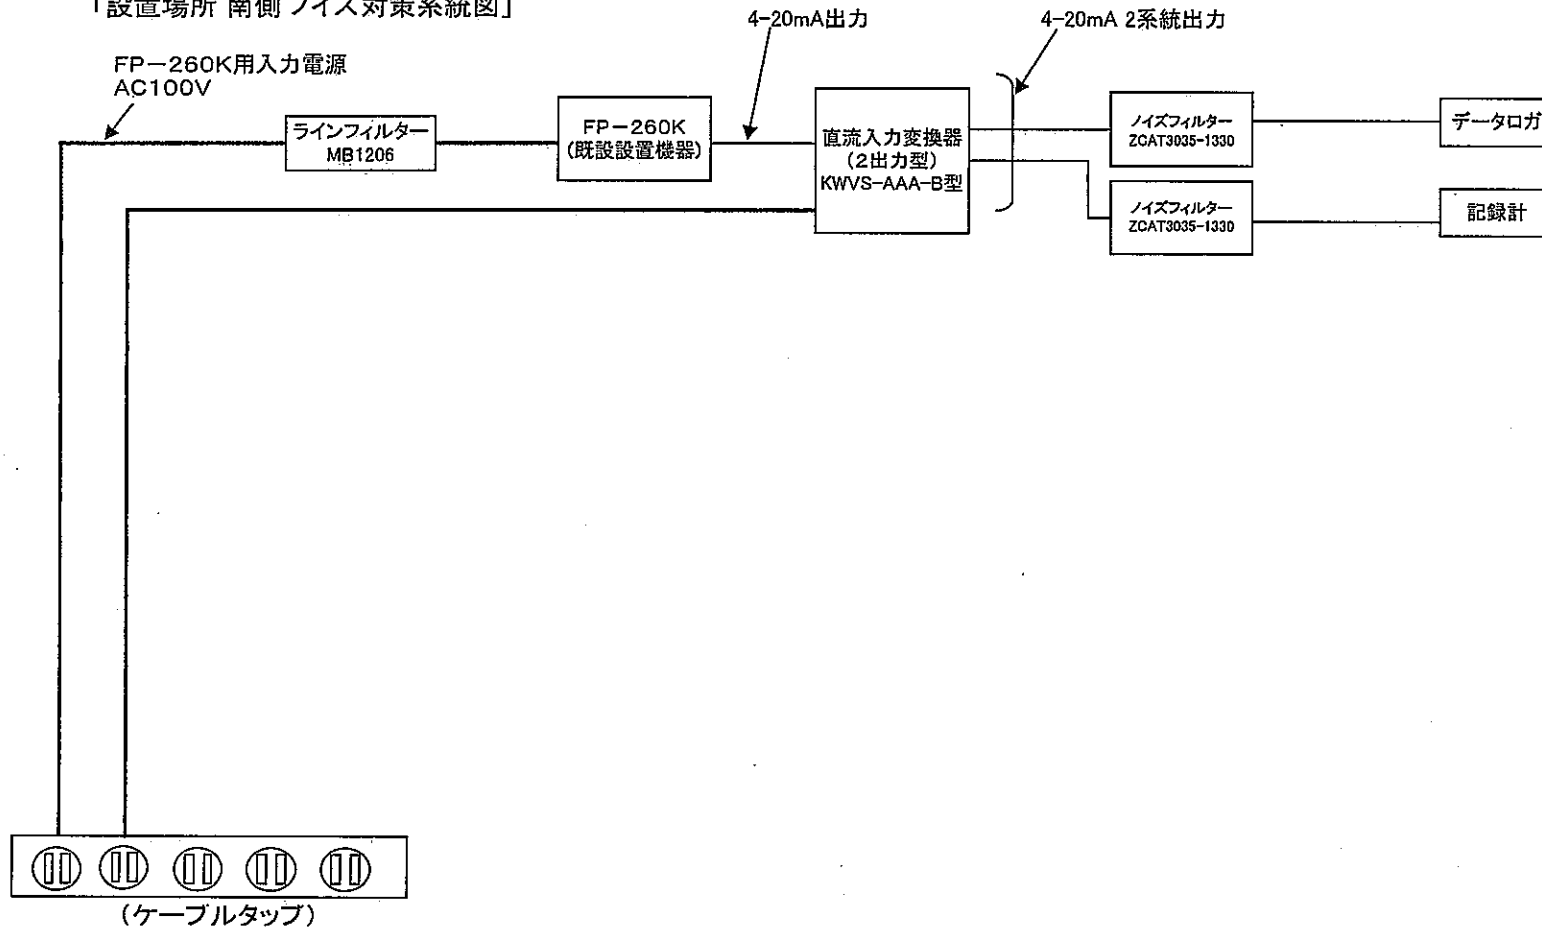 「設置場所 南側 ノイズ対策系統図」
4-20mA出力
4-20mA 2系統出力
FP-260K用入力電源
AC100V
ラインフィルター
MB1206
FP-260K
(既設設置機器)
直流入力変換器
(2出力型)
KWVS-AAA-B型
ノイズフィルター
ZCAT3035-1330
データロガ
ノイズフィルター
ZCAT3035-1330
記録計
(ケーブルタップ)